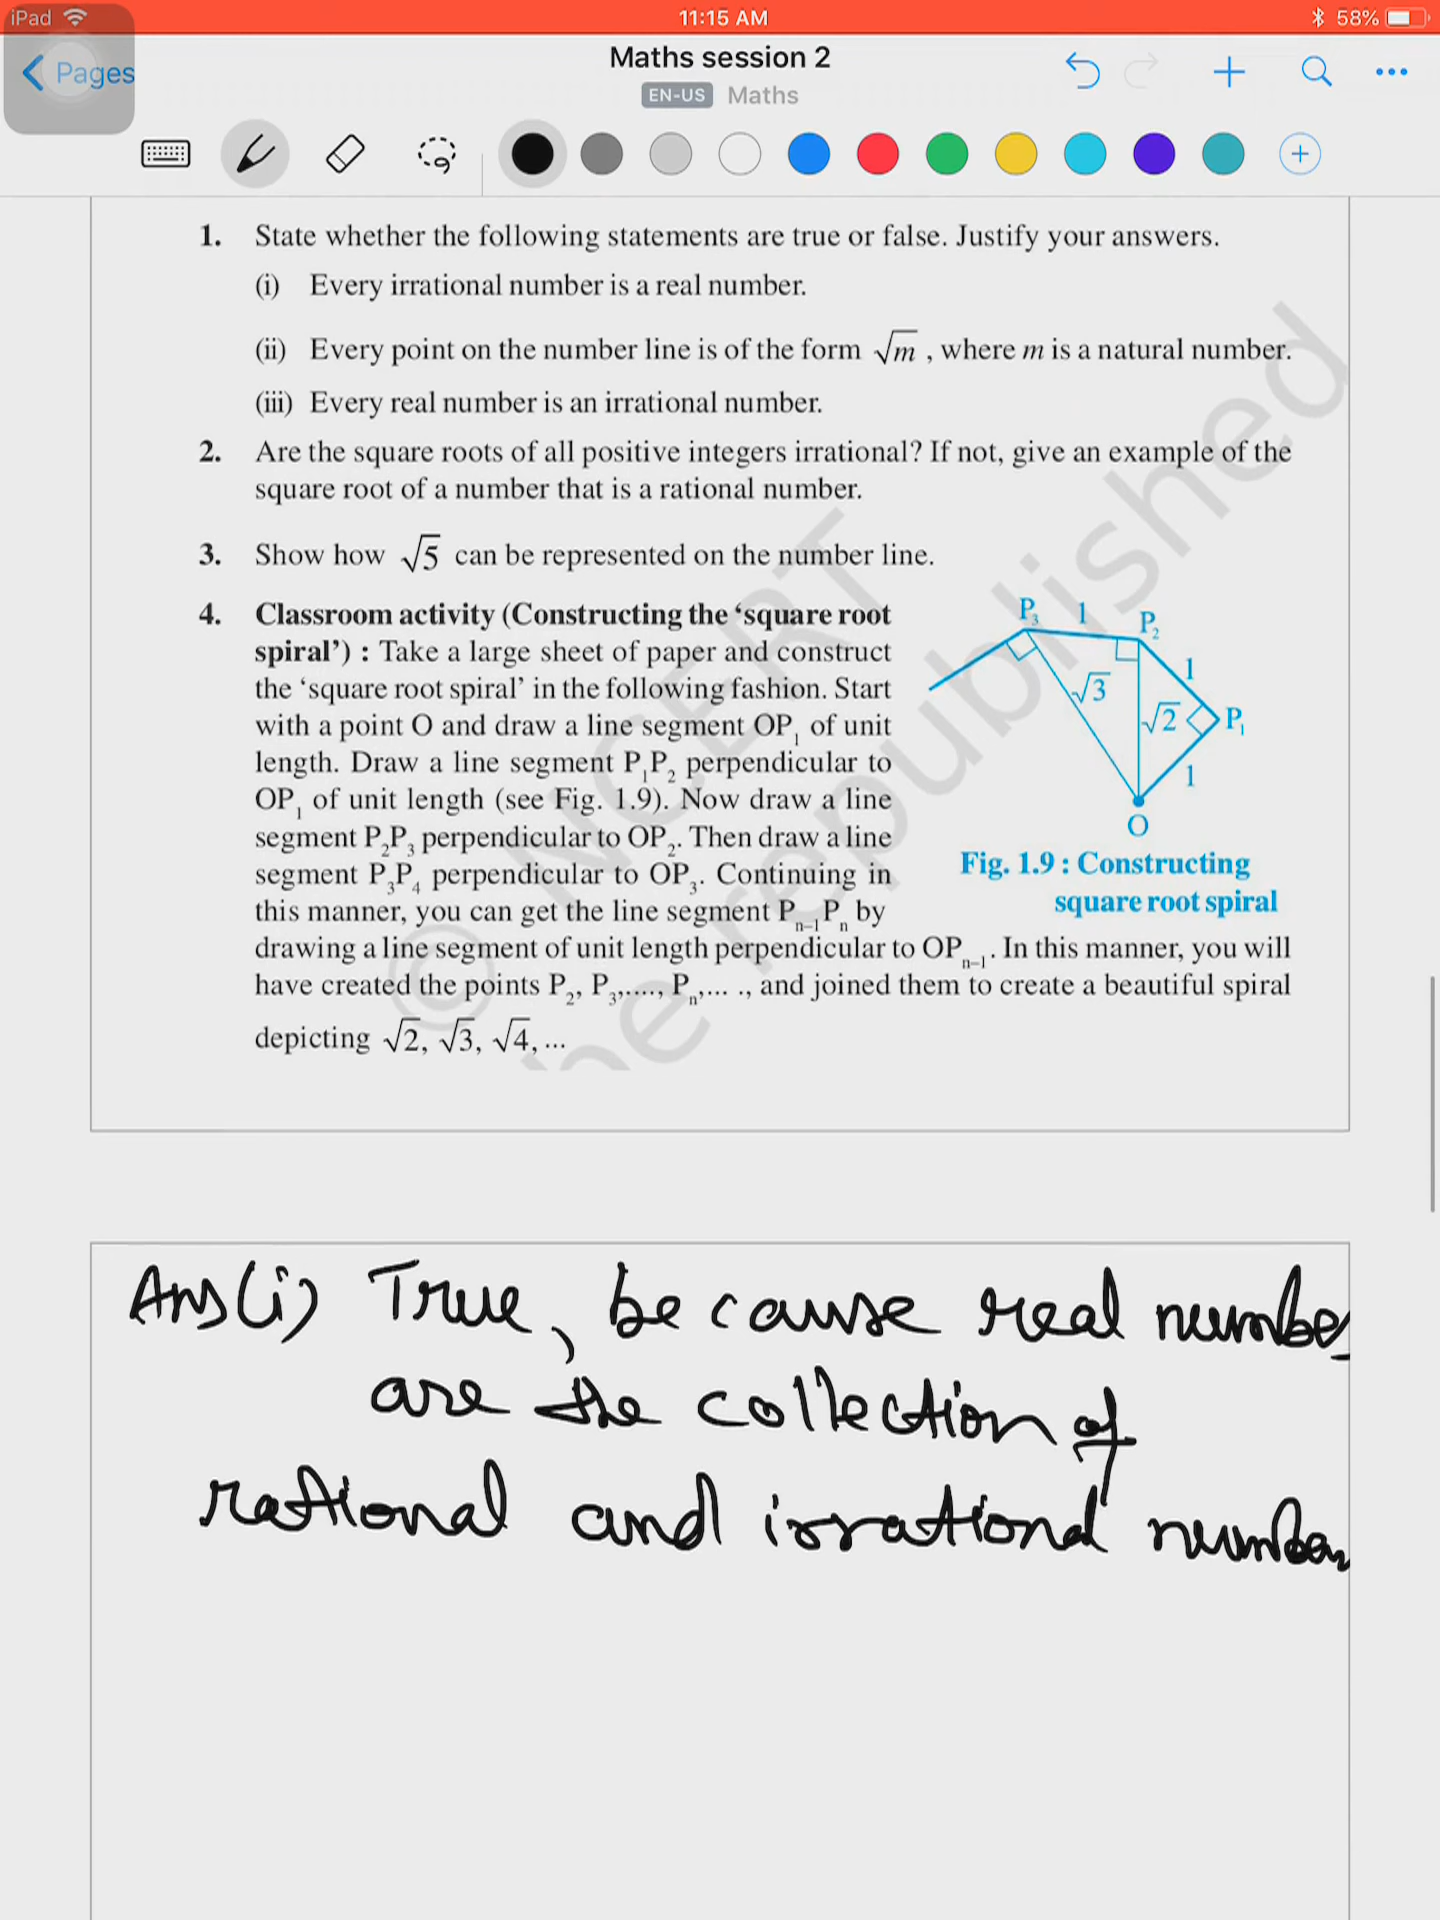 iPad 11:15 AM 58%
Pages Maths session 2
EN-US Maths
1. State whether the following statements are true or false. Justify your answers.
(i) Every irrational number is a real number.
(ii) Every point on the number line is of the form √m , where m is a natural number.
(iii) Every real number is an irrational number.
2. Are the square roots of all positive integers irrational? If not, give an example of the
square root of a number that is a rational number.
3. Show how √5 can be represented on the number line.
4. Classroom activity (Constructing the ‘square root
spiral’) : Take a large sheet of paper and construct
the ‘square root spiral’ in the following fashion. Start
with a point O and draw a line segment OP₁ of unit
length. Draw a line segment P₁P₂ perpendicular to
OP₁ of unit length (see Fig. 1.9). Now draw a line
segment P₂P₃ perpendicular to OP₂. Then draw a line
segment P₃P₄ perpendicular to OP₃. Continuing in
this manner, you can get the line segment Pₙ₋₁Pₙ by
drawing a line segment of unit length perpendicular to OPₙ₋₁. In this manner, you will
have created the points P₂, P₃,...., Pₙ,... ., and joined them to create a beautiful spiral
depicting √2, √3, √4, ...
P₃ 1 P₂
1
√3
√2 P₁
1
O
Fig. 1.9 : Constructing
square root spiral
© NCERT
be republished
Ans(i) True, because real numbe
are the collection of
rational and irrational number